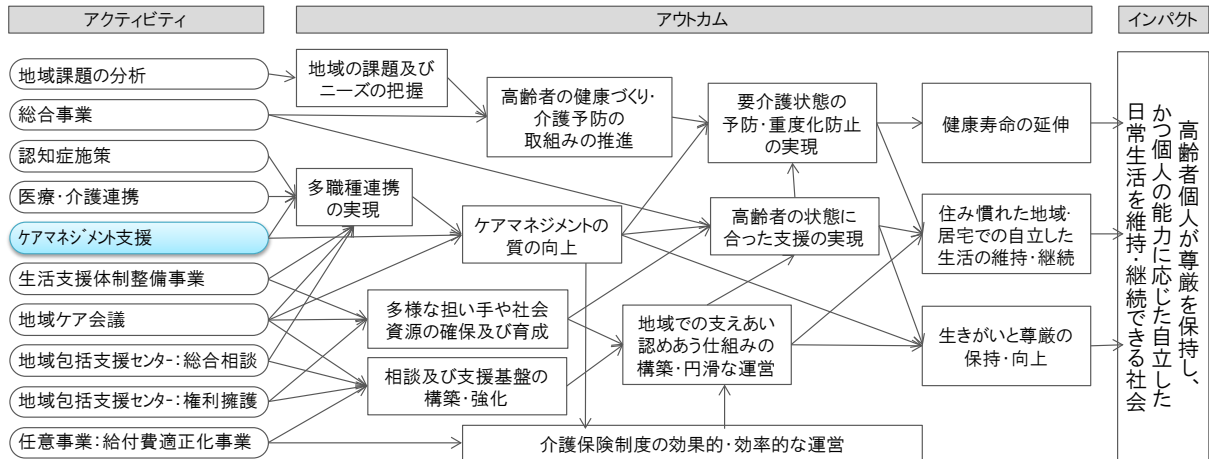 アクティビティ
アウトカム
インパクト
地域課題の分析
総合事業
認知症施策
医療・介護連携
ケアマネジメント支援
生活支援体制整備事業
地域ケア会議
地域包括支援センター：総合相談
地域包括支援センター：権利擁護
任意事業：給付費適正化事業
地域の課題及び
ニーズの把握
多職種連携
の実現
高齢者の健康づくり・
介護予防の
取組みの推進
ケアマネジメントの
質の向上
多様な担い手や社会
資源の確保及び育成
相談及び支援基盤の
構築・強化
要介護状態の
予防・重度化防止
の実現
高齢者の状態に
合った支援の実現
地域での支えあい
認めあう仕組みの
構築・円滑な運営
介護保険制度の効果的・効率的な運営
健康寿命の延伸
住み慣れた地域・
居宅での自立した
生活の維持・継続
生きがいと尊厳の
保持・向上
高齢者個人が尊厳を保持し、
かつ個人の能力に応じた自立した
日常生活を維持・継続できる社会